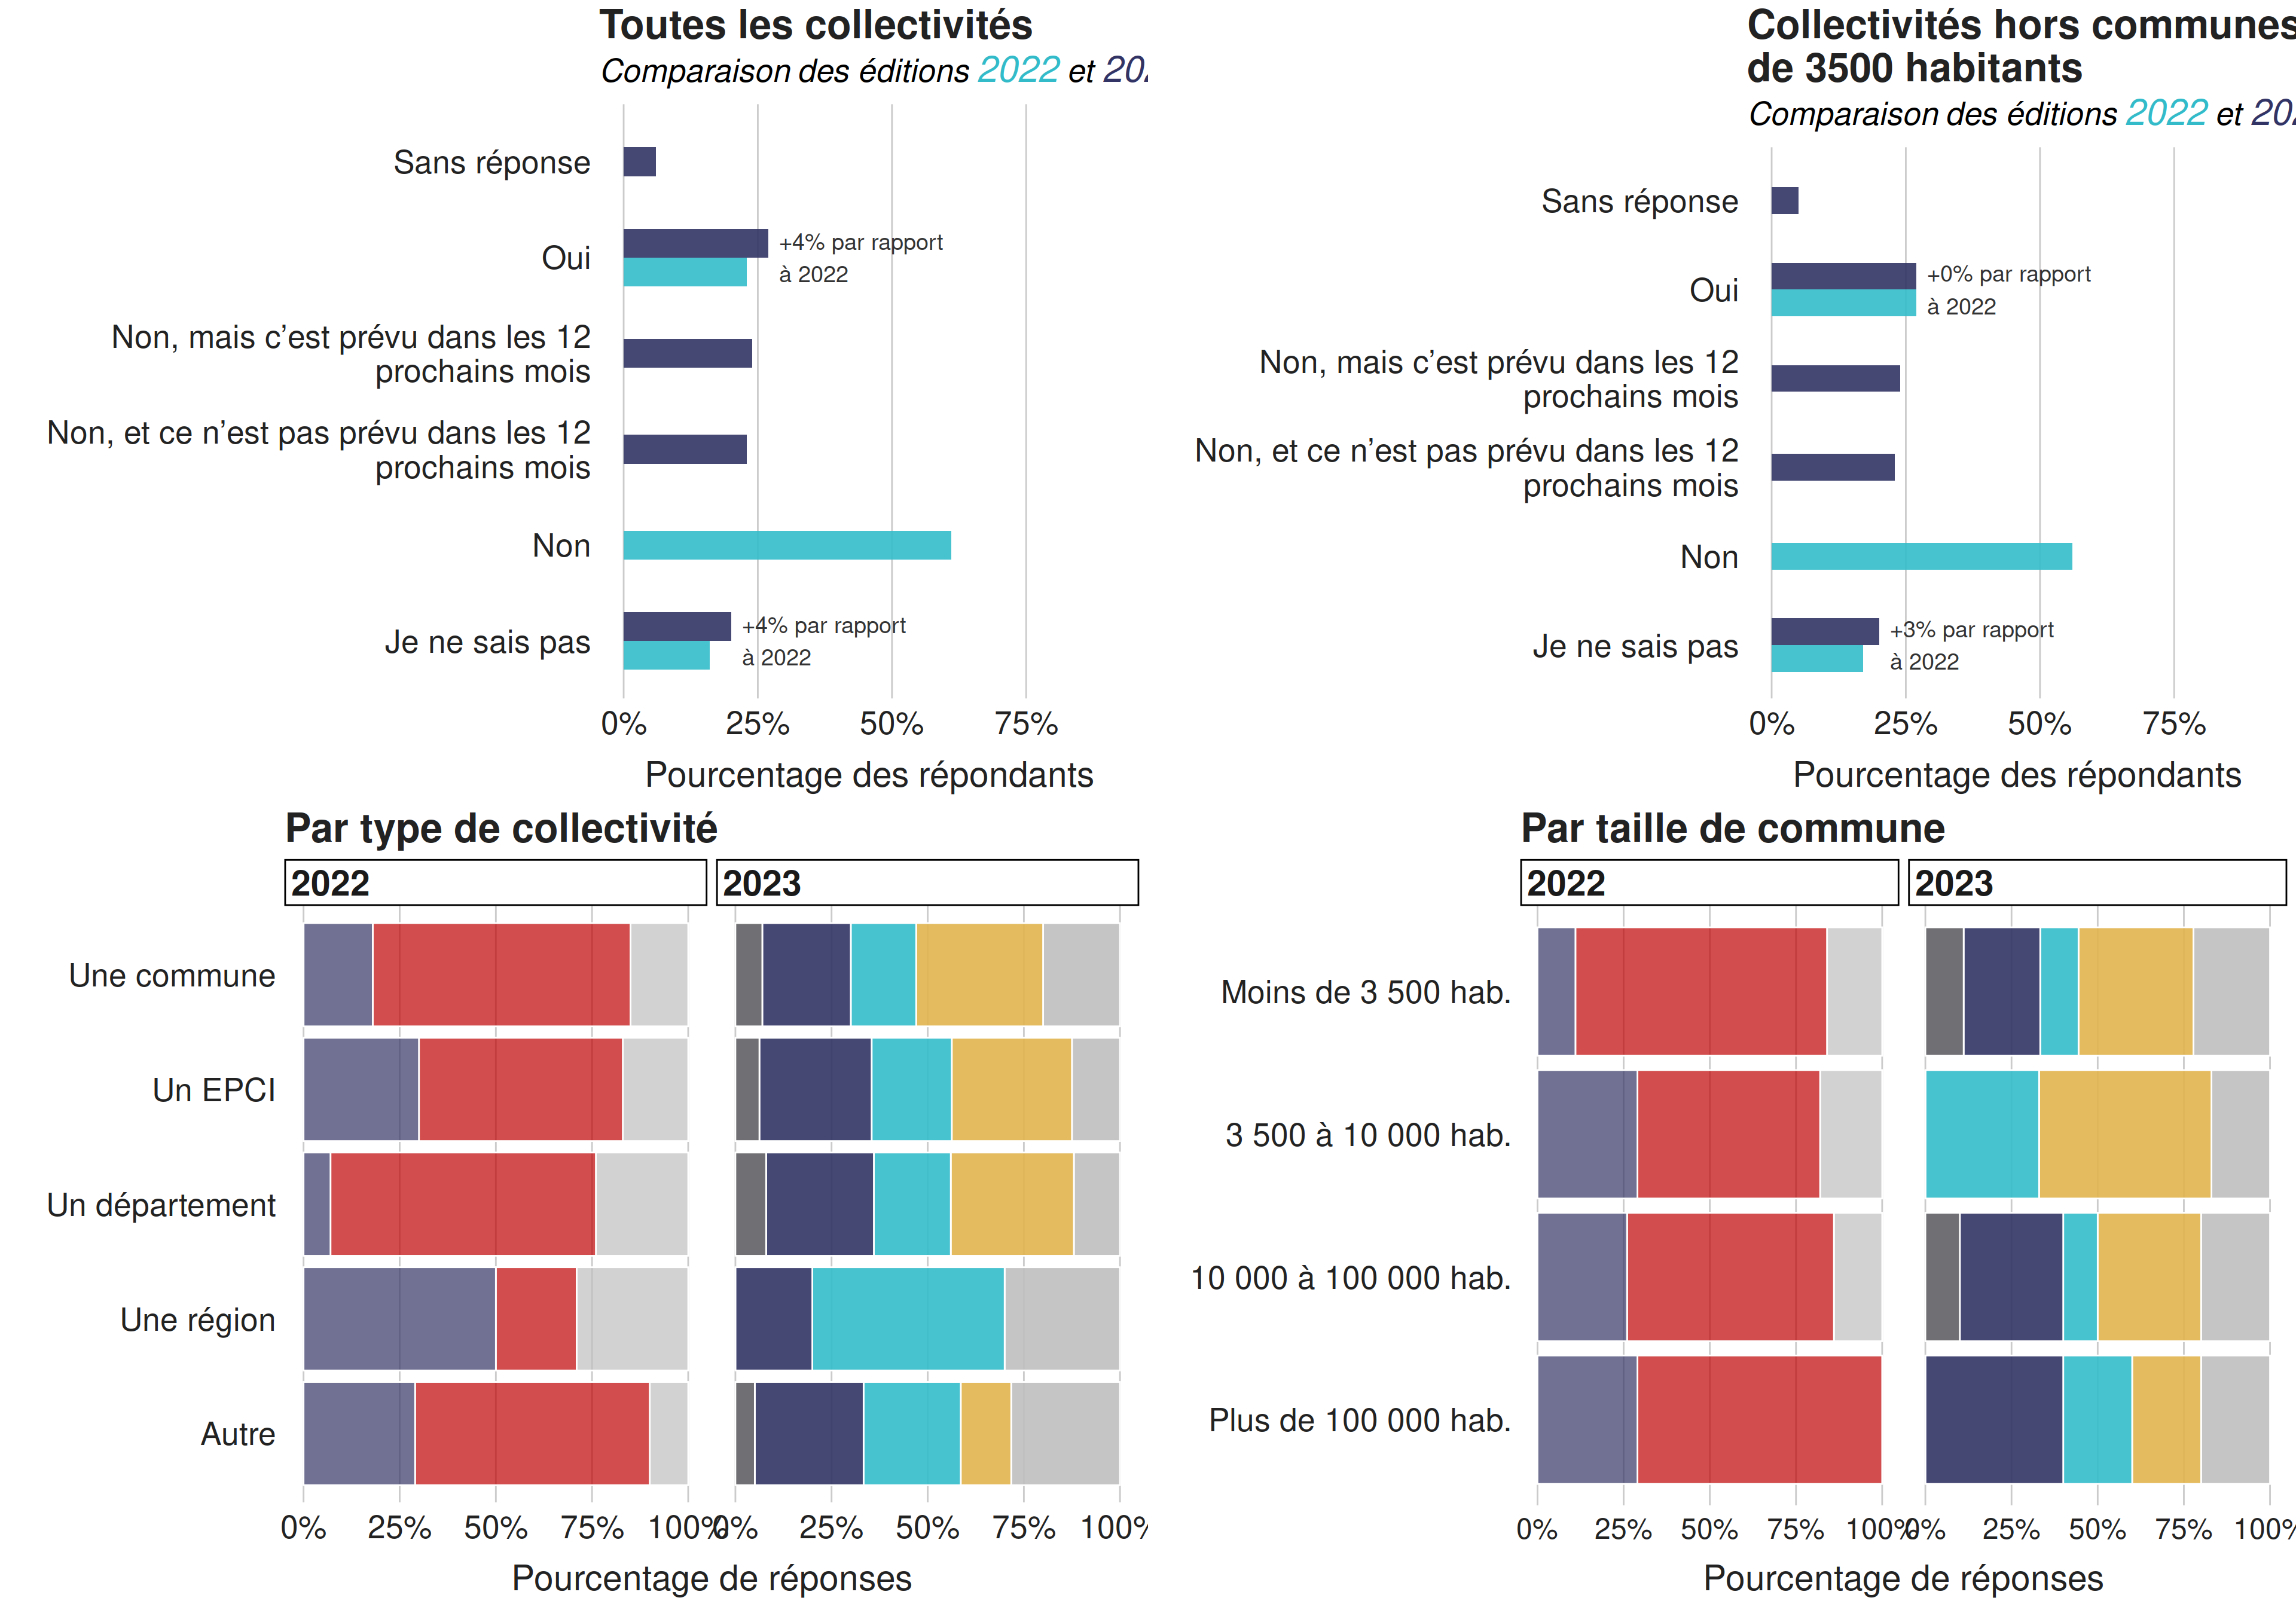 Toutes les collectivités
Comparaison des éditions 2022 et 202
Sans réponse
Oui
+4% par rapport
à 2022
Non, mais c’est prévu dans les 12
prochains mois
Non, et ce n’est pas prévu dans les 12
prochains mois
Non
Je ne sais pas
+4% par rapport
à 2022
0% 25% 50% 75%
Pourcentage des répondants
Collectivités hors communes
de 3500 habitants
Comparaison des éditions 2022 et 202
Sans réponse
Oui
+0% par rapport
à 2022
Non, mais c’est prévu dans les 12
prochains mois
Non, et ce n’est pas prévu dans les 12
prochains mois
Non
Je ne sais pas
+3% par rapport
à 2022
0% 25% 50% 75%
Pourcentage des répondants
Par type de collectivité
2022 2023
Une commune
Un EPCI
Un département
Une région
Autre
0% 25% 50% 75% 100% 0% 25% 50% 75% 100%
Pourcentage de réponses
Par taille de commune
2022 2023
Moins de 3 500 hab.
3 500 à 10 000 hab.
10 000 à 100 000 hab.
Plus de 100 000 hab.
0% 25% 50% 75% 100% 0% 25% 50% 75% 100%
Pourcentage de réponses